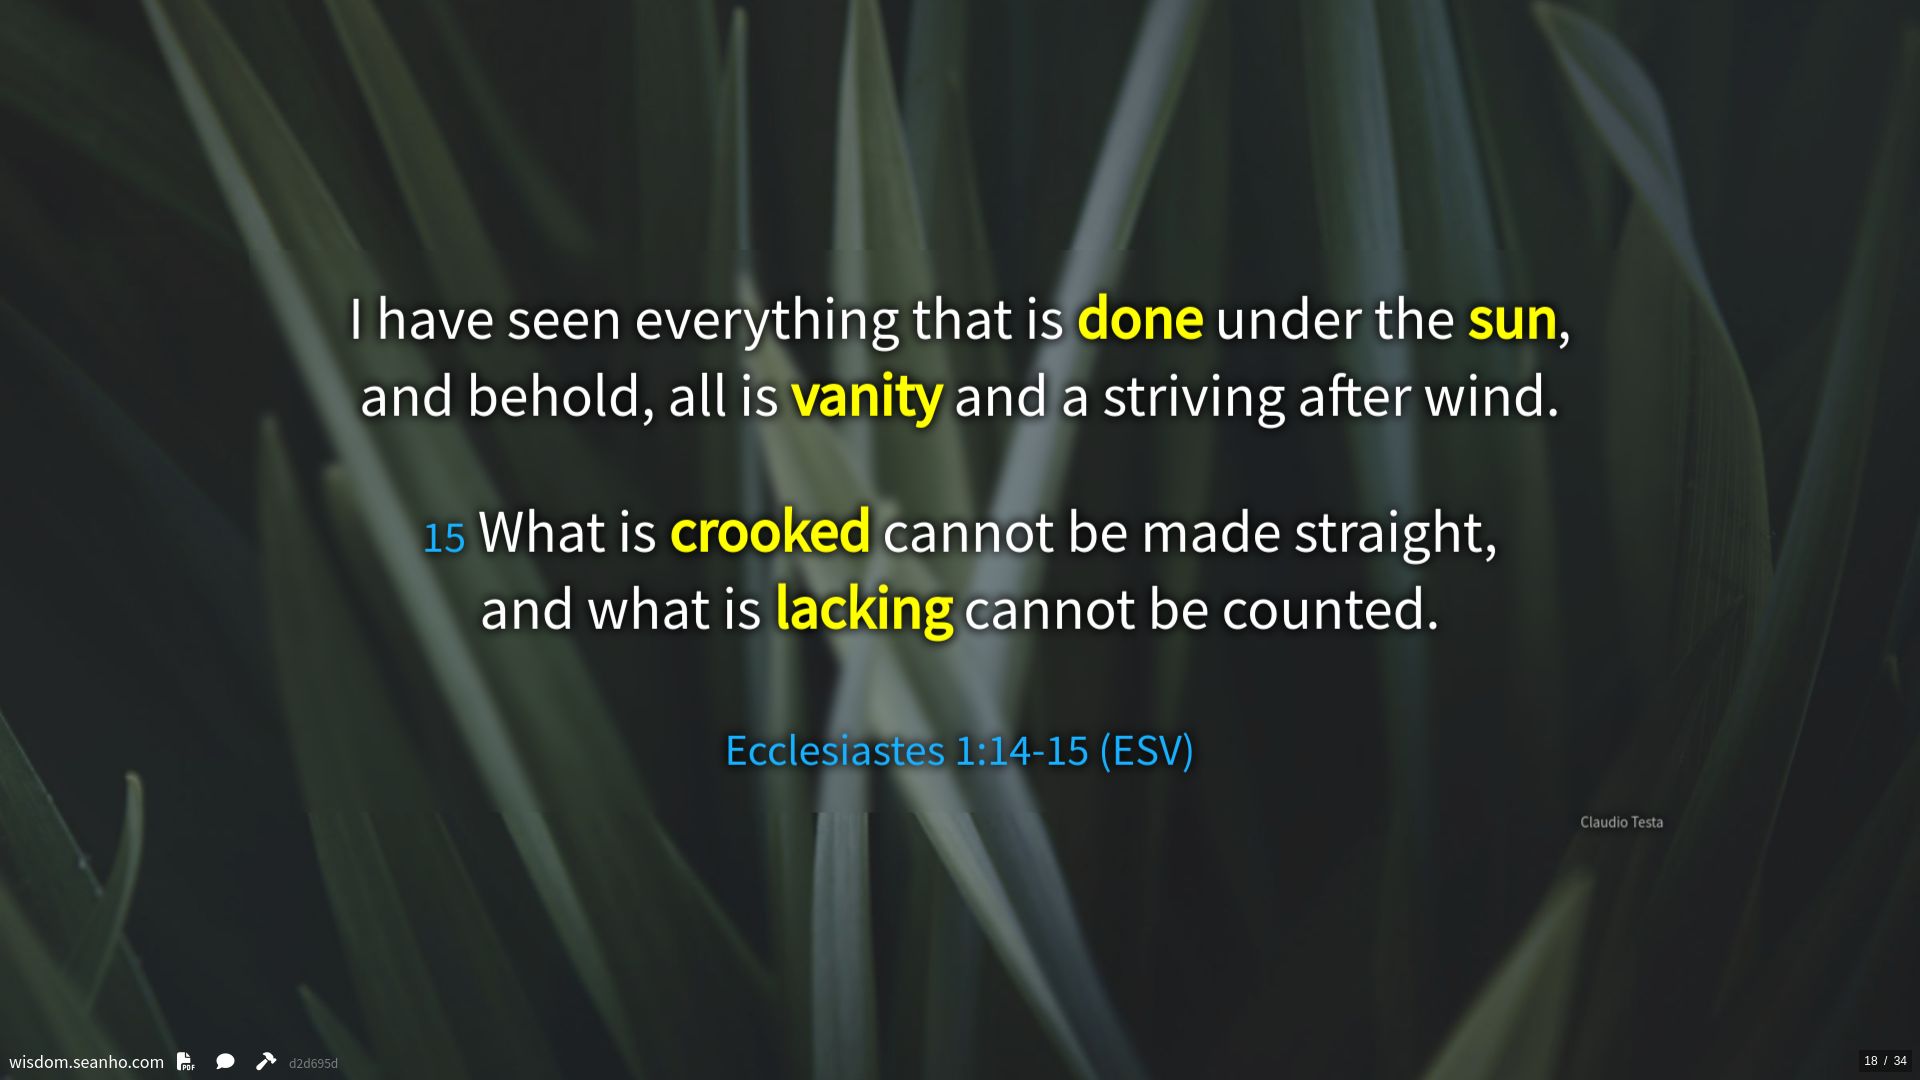 I have seen everything that is done under the sun,
and behold, all is vanity and a striving after wind.
15 What is crooked cannot be made straight,
and what is lacking cannot be counted.
Ecclesiastes 1:14-15 (ESV)
Claudio Testa
wisdom.seanho.com PDF d2d695d
18 / 34